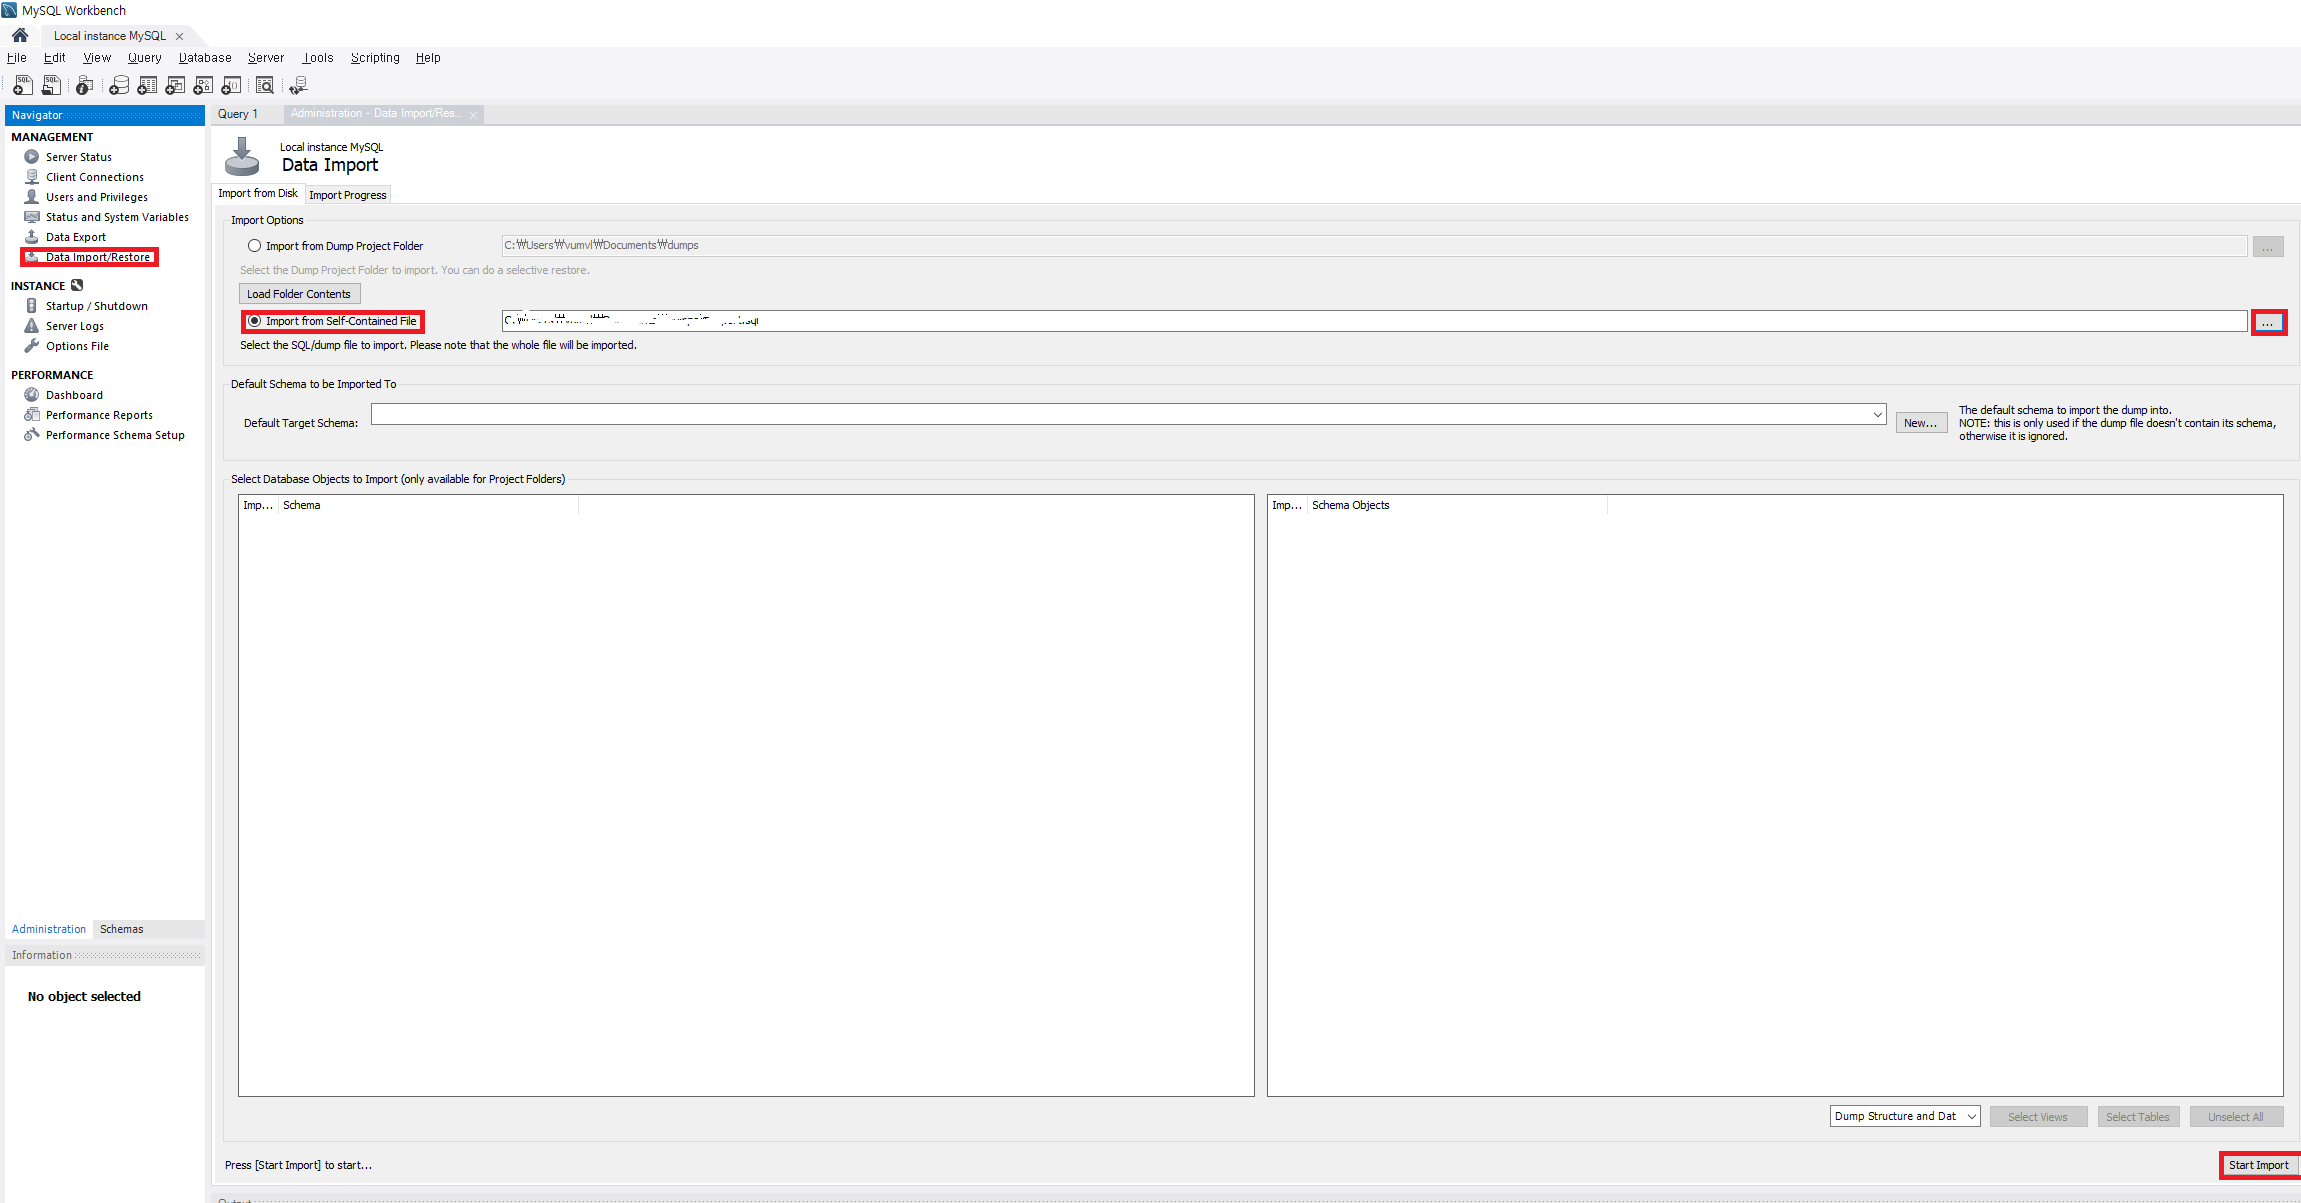 MySQL Workbench
Local instance MySQL
File Edit View Query Database Server Tools Scripting Help
Navigator
MANAGEMENT
Server Status
Client Connections
Users and Privileges
Status and System Variables
Data Export
Data Import/Restore
INSTANCE
Startup / Shutdown
Server Logs
Options File
PERFORMANCE
Dashboard
Performance Reports
Performance Schema Setup
Administration Schemas
Information
No object selected
Query 1 Administration - Data Import/Res...
Local instance MySQL
Data Import
Import from Disk Import Progress
Import Options
Import from Dump Project Folder C:₩Users₩vumvl₩Documents₩dumps ...
Select the Dump Project Folder to import. You can do a selective restore.
Load Folder Contents
Import from Self-Contained File ...
Select the SQL/dump file to import. Please note that the whole file will be imported.
Default Schema to be Imported To
Default Target Schema: New...
The default schema to import the dump into.
NOTE: this is only used if the dump file doesn't contain its schema,
otherwise it is ignored.
Select Database Objects to Import (only available for Project Folders)
Imp... Schema
Imp... Schema Objects
Dump Structure and Dat Select Views Select Tables Unselect All
Press [Start Import] to start...
Start Import